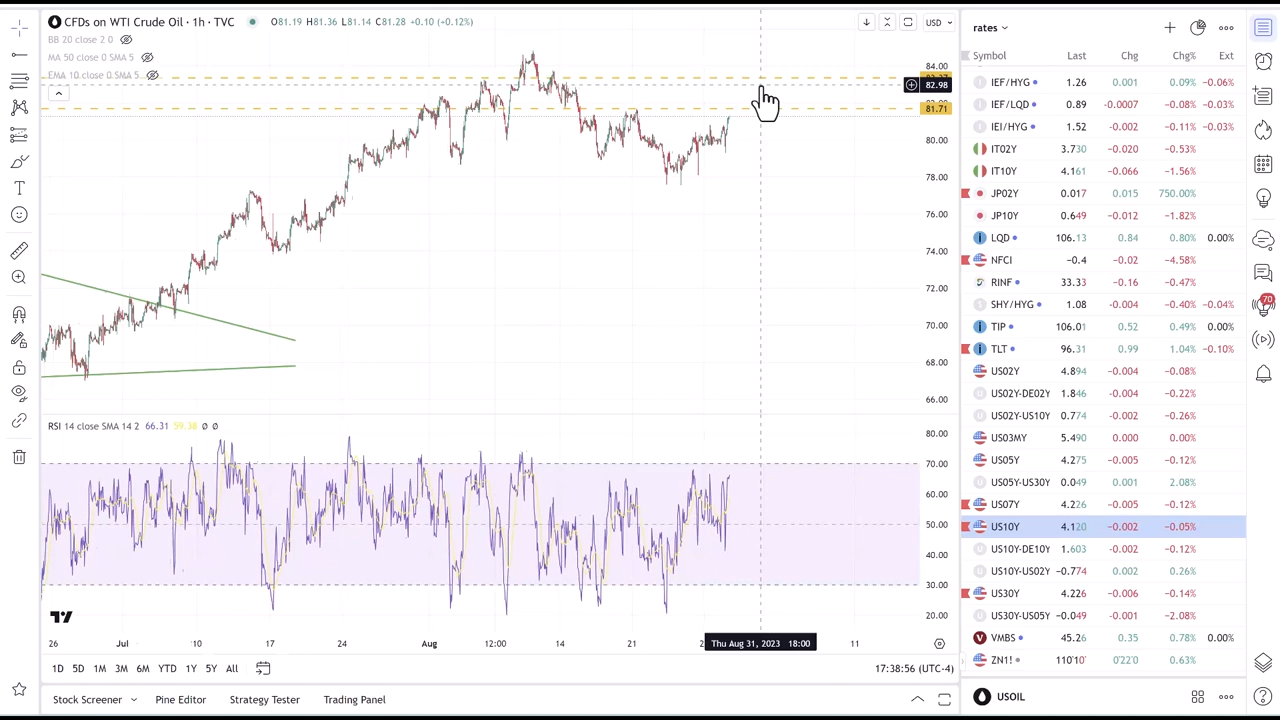 CFDs on WTI Crude Oil · 1h · TVC O81.19 H81.36 L81.14 C81.28 +0.10 (+0.12%)
BB 20 close 2 0
MA 50 close 0 SMA 5
EMA 10 close 0 SMA 5
USD
84.00
82.98
81.71
80.00
78.00
76.00
74.00
72.00
70.00
68.00
66.00
RSI 14 close SMA 14 2 66.31 59.38 Ø Ø
80.00
70.00
60.00
50.00
40.00
30.00
20.00
26 Jul 10 17 24 Aug 12:00 14 21 Thu Aug 31, 2023 18:00 11
1D 5D 1M 3M 6M YTD 1Y 5Y All
17:38:56 (UTC-4)
Stock Screener Pine Editor Strategy Tester Trading Panel
rates
Symbol Last Chg Chg% Ext
IEF/HYG 1.26 0.001 0.09% −0.06%
IEF/LQD 0.89 −0.0007 −0.08% −0.03%
IEI/HYG 1.52 −0.002 −0.11% −0.03%
IT02Y 3.730 −0.020 −0.53%
IT10Y 4.161 −0.066 −1.56%
JP02Y 0.017 0.015 750.00%
JP10Y 0.649 −0.012 −1.82%
LQD 106.13 0.84 0.80% 0.00%
NFCI −0.4 −0.02 −4.58%
RINF 33.33 −0.16 −0.47%
SHY/HYG 1.08 −0.004 −0.40% −0.04%
TIP 106.01 0.52 0.49% 0.00%
TLT 96.31 0.99 1.04% −0.10%
US02Y 4.894 −0.004 −0.08%
US02Y-DE02Y 1.846 −0.004 −0.22%
US02Y-US10Y 0.774 −0.002 −0.26%
US03MY 5.490 0.000 0.00%
US05Y 4.275 −0.005 −0.12%
US05Y-US30Y 0.049 0.001 2.08%
US07Y 4.226 −0.005 −0.12%
US10Y 4.120 −0.002 −0.05%
US10Y-DE10Y 1.603 −0.002 −0.12%
US10Y-US02Y −0.774 0.002 0.26%
US30Y 4.226 −0.006 −0.14%
US30Y-US05Y −0.049 −0.001 −2.08%
VMBS 45.26 0.35 0.78% 0.00%
ZN1! 110'10' 0'22'0 0.63%
USOIL
70